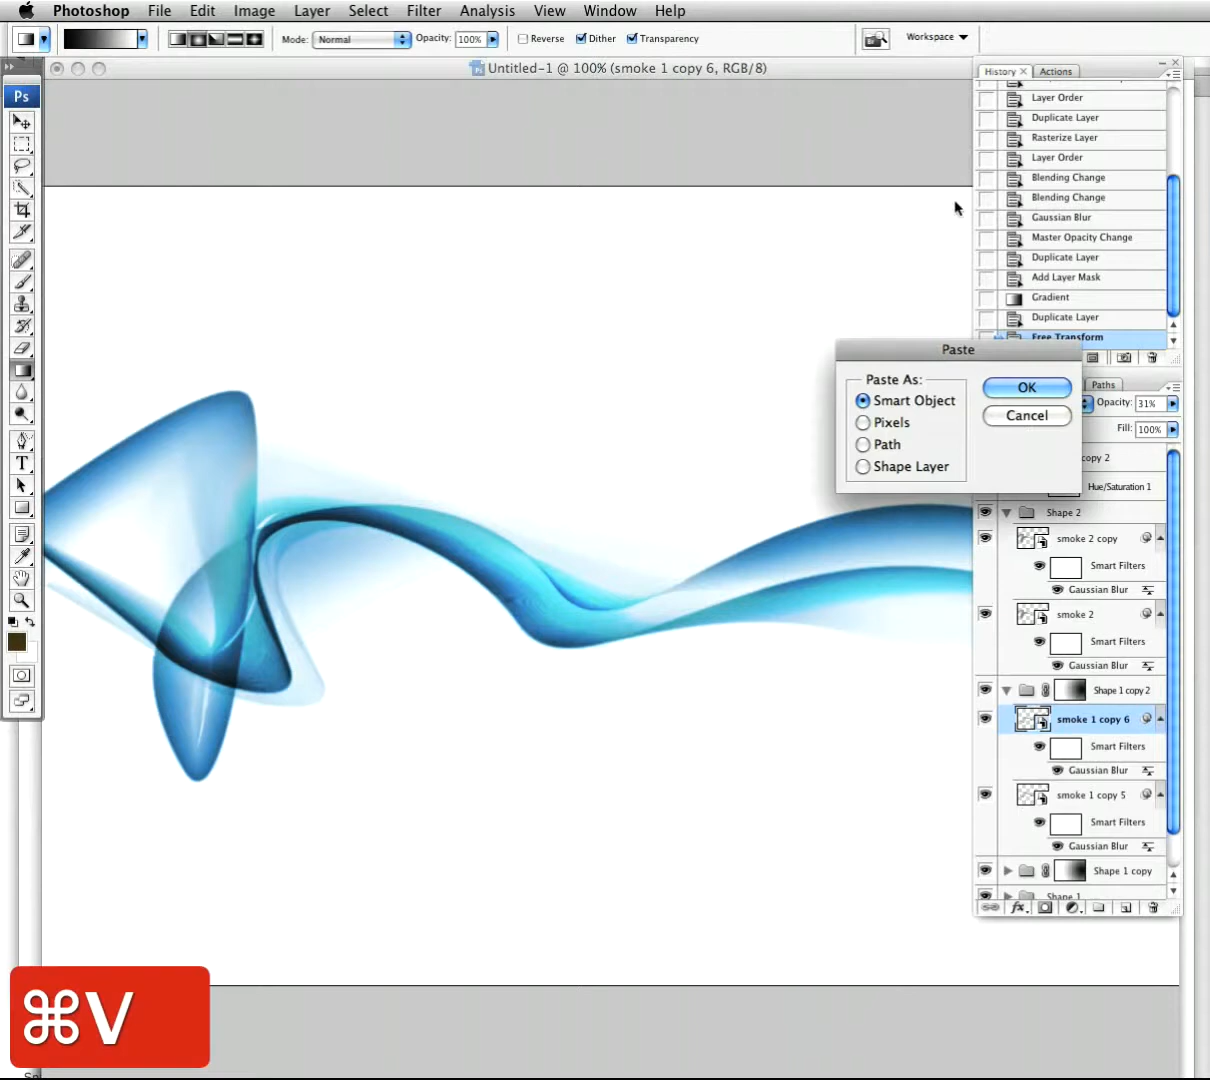 Photoshop File Edit Image Layer Select Filter Analysis View Window Help
Mode: Normal Opacity: 100% Reverse Dither Transparency Workspace
Untitled-1 @ 100% (smoke 1 copy 6, RGB/8)
Ps
T
History Actions
Layer Order
Duplicate Layer
Rasterize Layer
Layer Order
Blending Change
Blending Change
Gaussian Blur
Master Opacity Change
Duplicate Layer
Add Layer Mask
Gradient
Duplicate Layer
Free Transform
Paste
Paste As:
Smart Object
Pixels
Path
Shape Layer
OK
Cancel
Paths
Opacity: 31%
Fill: 100%
copy 2
Hue/Saturation 1
Shape 2
smoke 2 copy
Smart Filters
Gaussian Blur
smoke 2
Smart Filters
Gaussian Blur
Shape 1 copy 2
smoke 1 copy 6
Smart Filters
Gaussian Blur
smoke 1 copy 5
Smart Filters
Gaussian Blur
Shape 1 copy
Shape 1
fx
⌘V